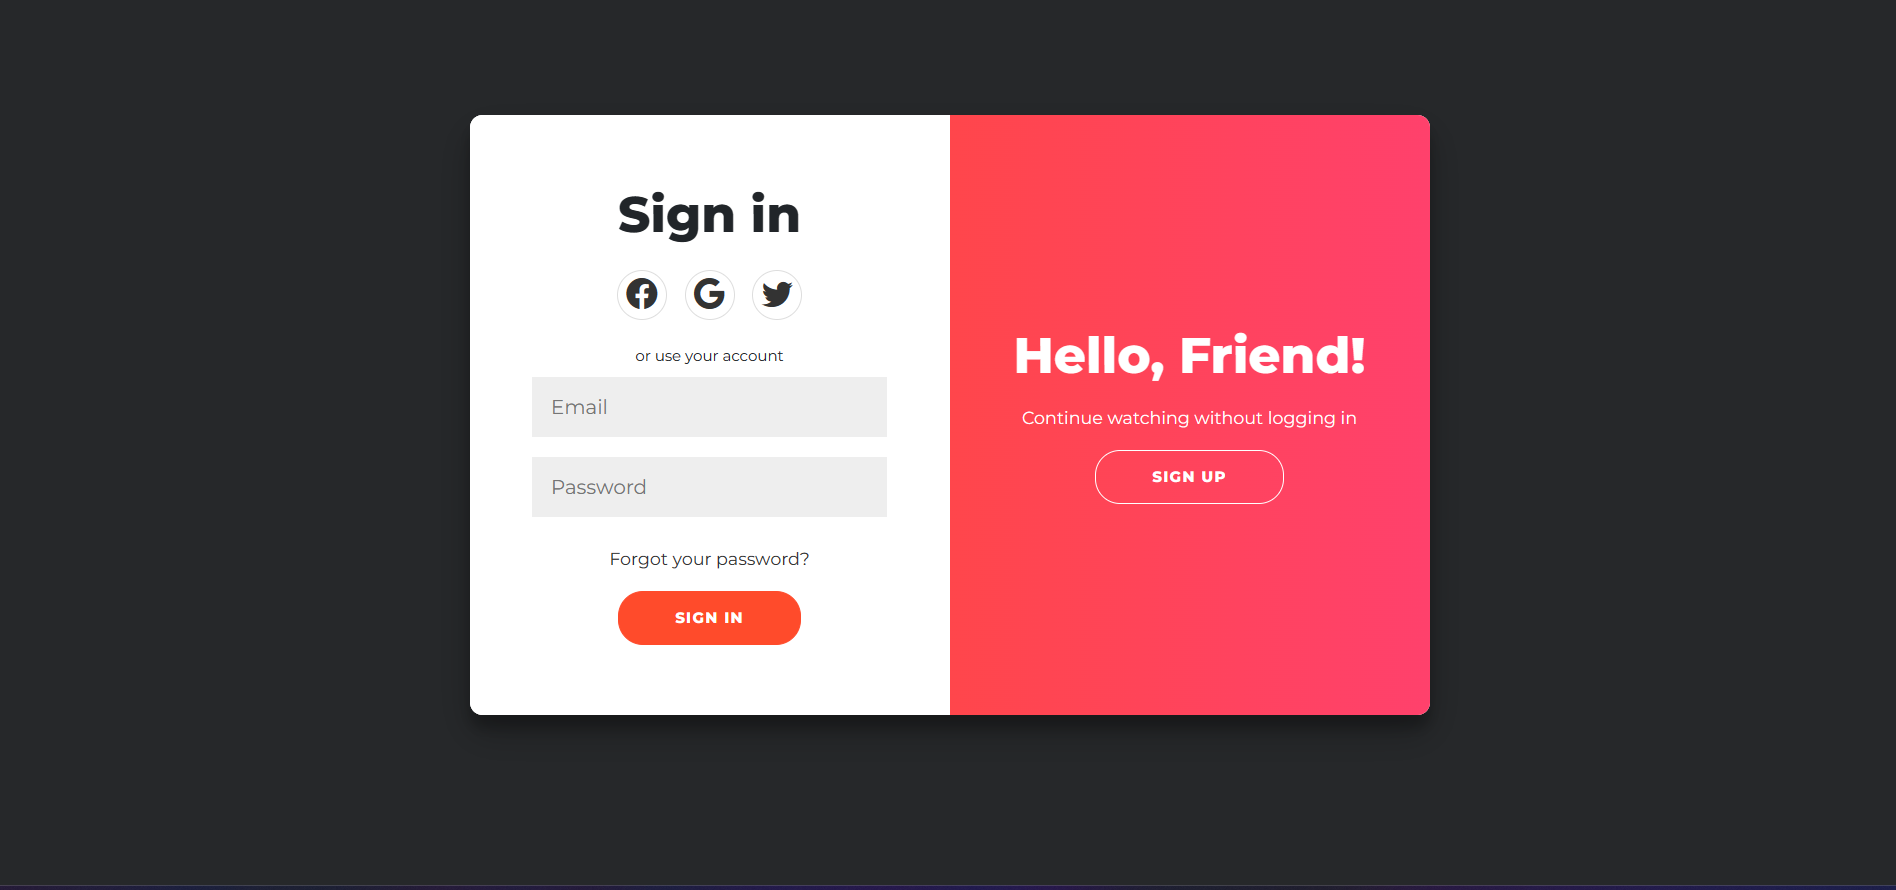 Sign in
or use your account
Email
Password
Forgot your password?
SIGN IN
Hello, Friend!
Continue watching without logging in
SIGN UP